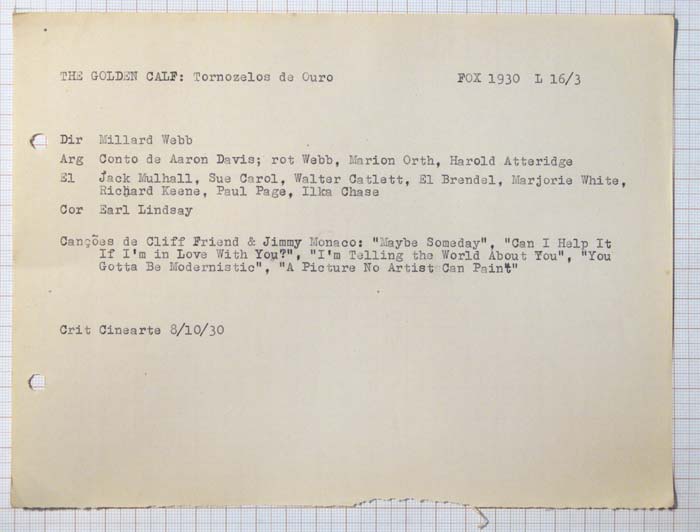 THE GOLDEN CALF: Tornozelos de Ouro FOX 1930 L 16/3
Dir Millard Webb
Arg Conto de Aaron Davis; rot Webb, Marion Orth, Harold Atteridge
El Jack Mulhall, Sue Carol, Walter Catlett, El Brendel, Marjorie White,
Richard Keene, Paul Page, Ilka Chase
Cor Earl Lindsay
Canções de Cliff Friend & Jimmy Monaco: "Maybe Someday", "Can I Help It
If I'm in Love With You?", "I'm Telling the World About You", "You
Gotta Be Modernistic", "A Picture No Artist Can Paint"
Crit Cinearte 8/10/30